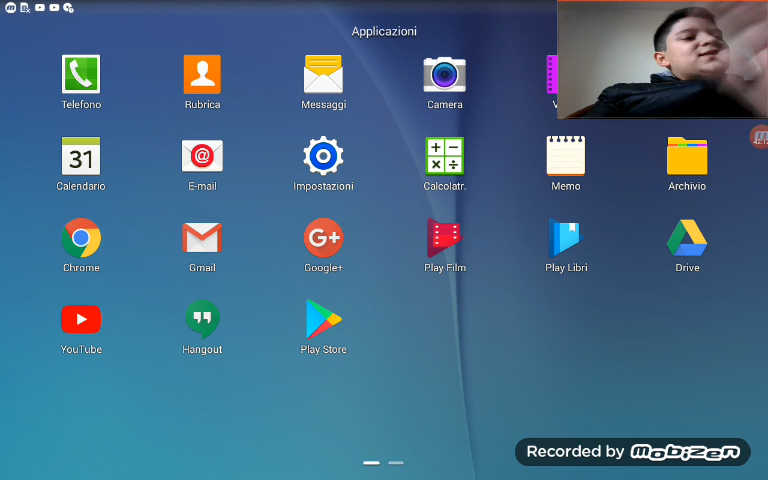 Applicazioni
Telefono
Rubrica
Messaggi
Camera
31
@
Calendario
E-mail
Impostazioni
Calcolatr.
Memo
Archivio
G+
Chrome
Gmail
Google+
Play Film
Play Libri
Drive
YouTube
Hangout
Play Store
Recorded by mobizen